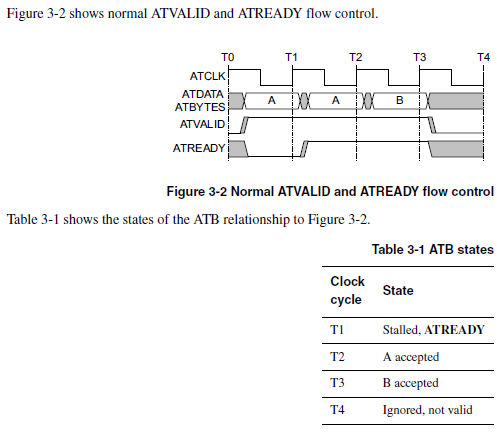 Figure 3-2 shows normal ATVALID and ATREADY flow control.
T0 T1 T2 T3 T4
ATCLK
ATDATA
ATBYTES
A A B
ATVALID
ATREADY
Figure 3-2 Normal ATVALID and ATREADY flow control
Table 3-1 shows the states of the ATB relationship to Figure 3-2.
Table 3-1 ATB states
Clock
cycle
State
T1 Stalled, ATREADY
T2 A accepted
T3 B accepted
T4 Ignored, not valid